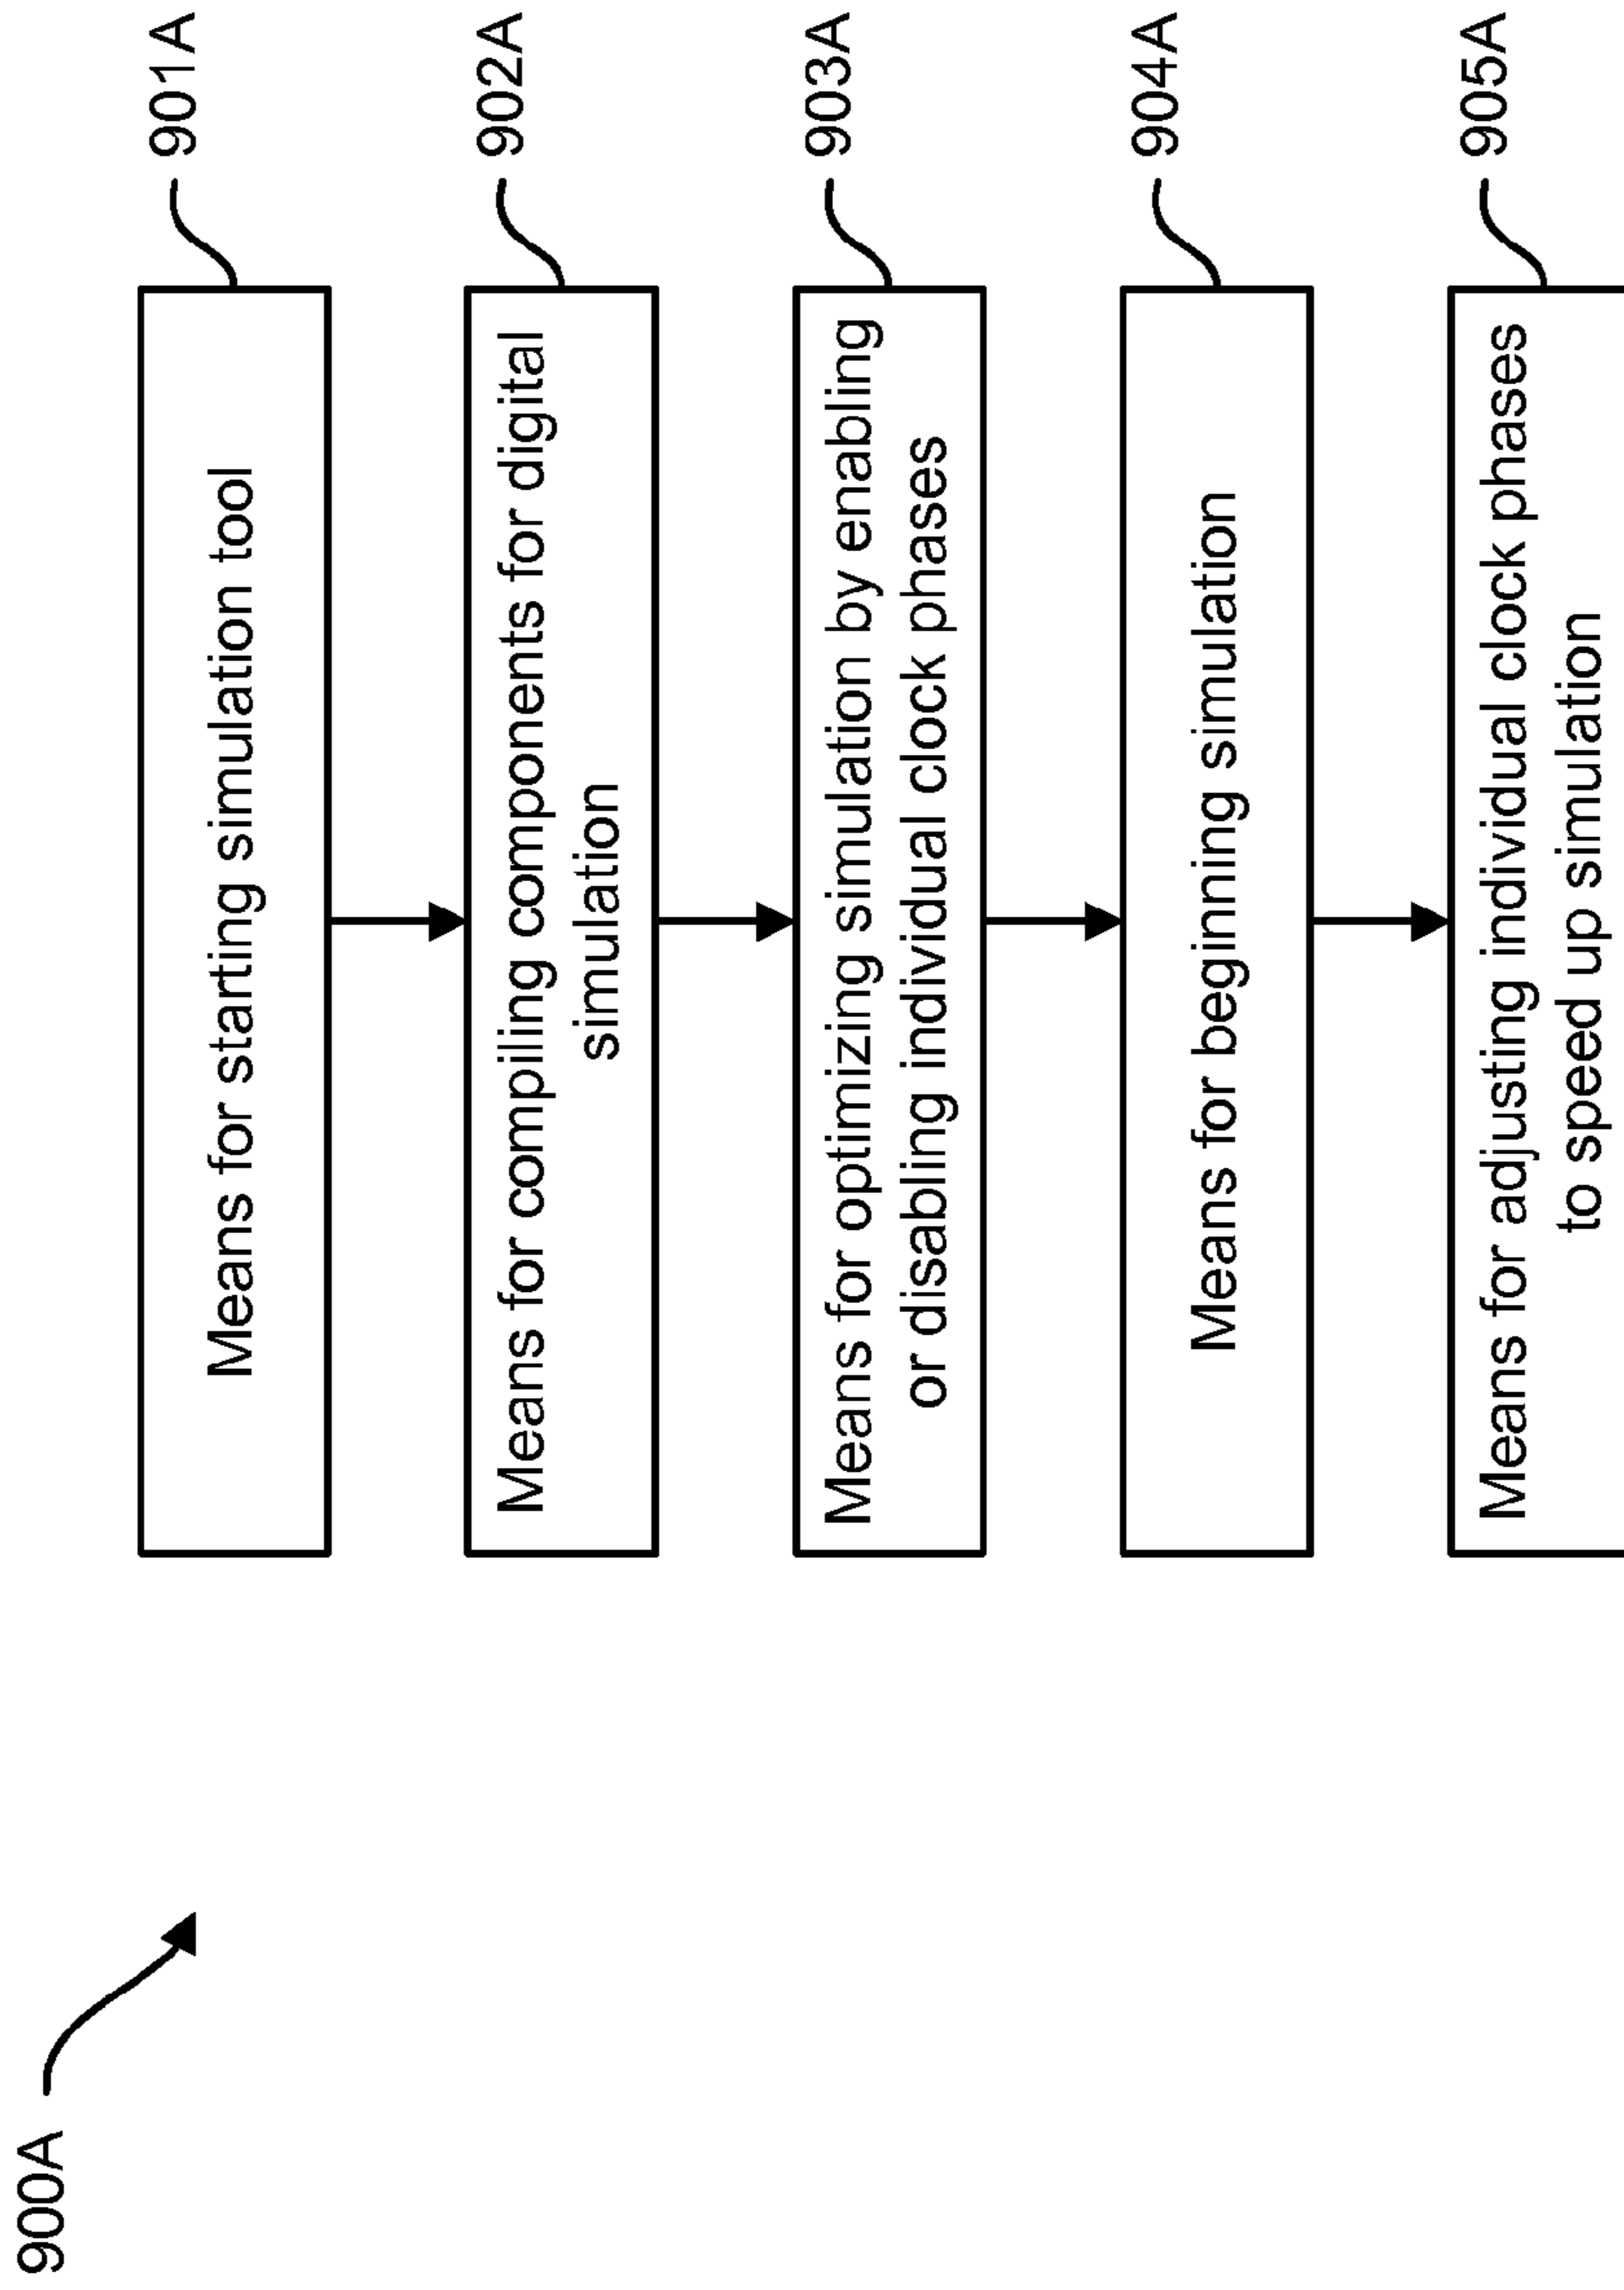 900A
Means for starting simulation tool
901A
Means for compiling components for digital
simulation
902A
Means for optimizing simulation by enabling
or disabling individual clock phases
903A
Means for beginning simulation
904A
Means for adjusting individual clock phases
to speed up simulation
905A